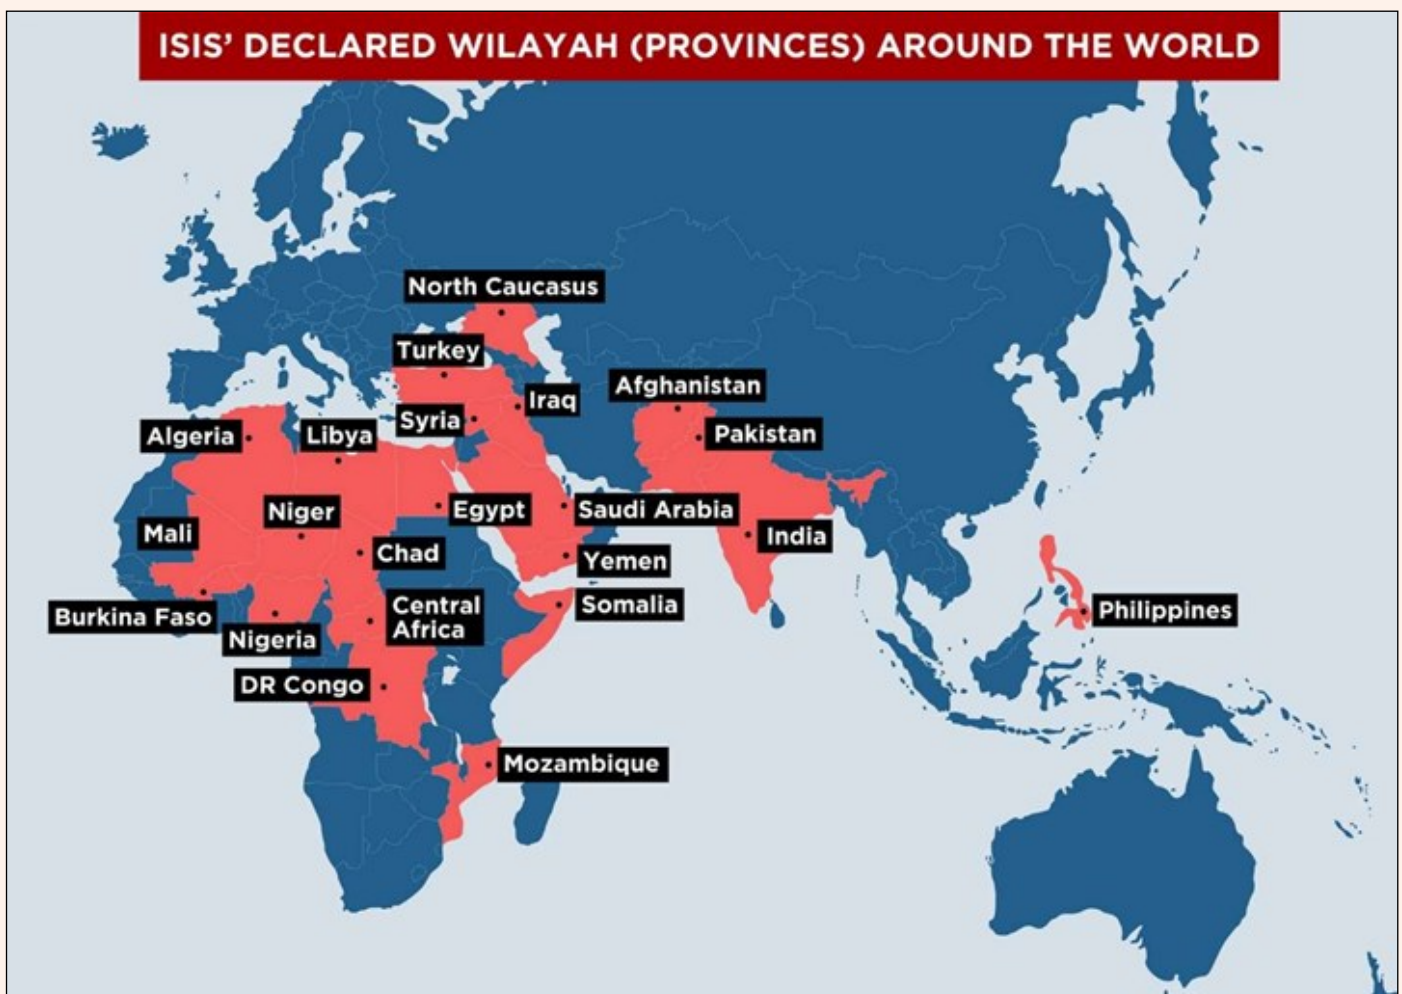 ISIS' DECLARED WILAYAH (PROVINCES) AROUND THE WORLD
North Caucasus
Turkey
Afghanistan
Iraq
Syria
Algeria
Libya
Pakistan
Niger
Egypt
Saudi Arabia
Mali
India
Chad
Yemen
Central
Africa
Somalia
Burkina Faso
Philippines
Nigeria
DR Congo
Mozambique